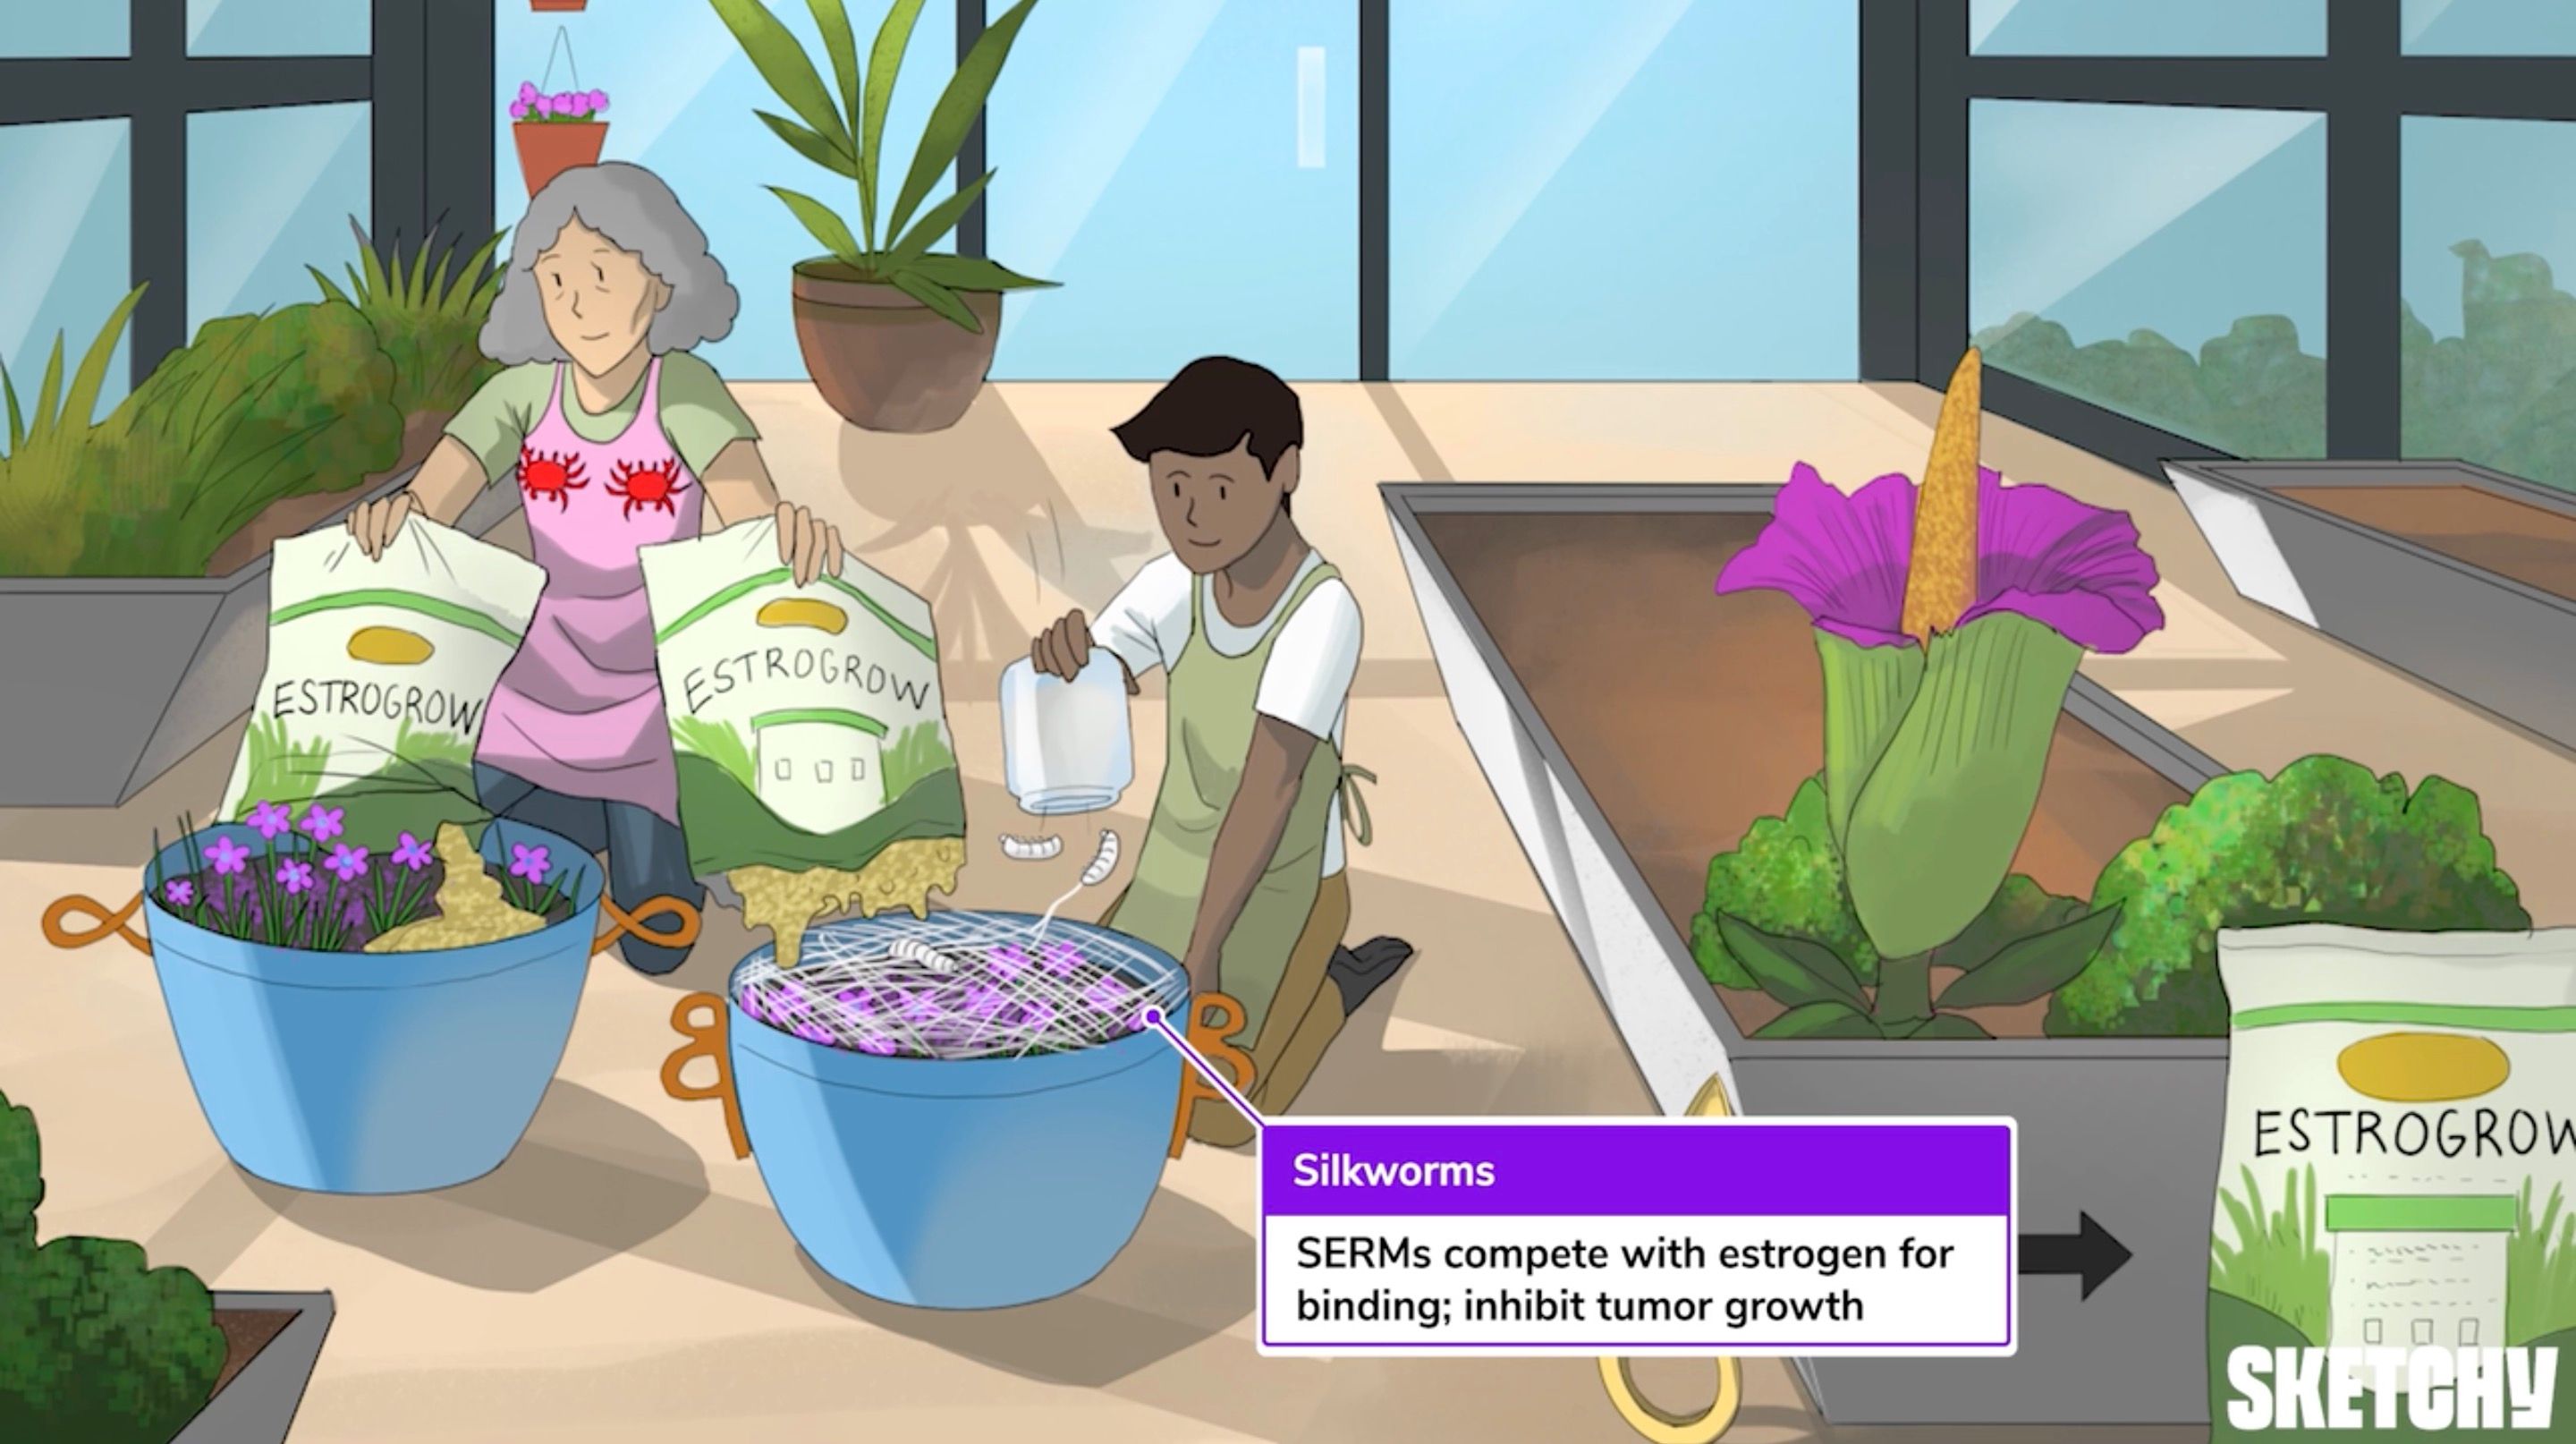 ESTROGROW
ESTROGROW
Silkworms
SERMs compete with estrogen for
binding; inhibit tumor growth
ESTROGROW
SKETCHY